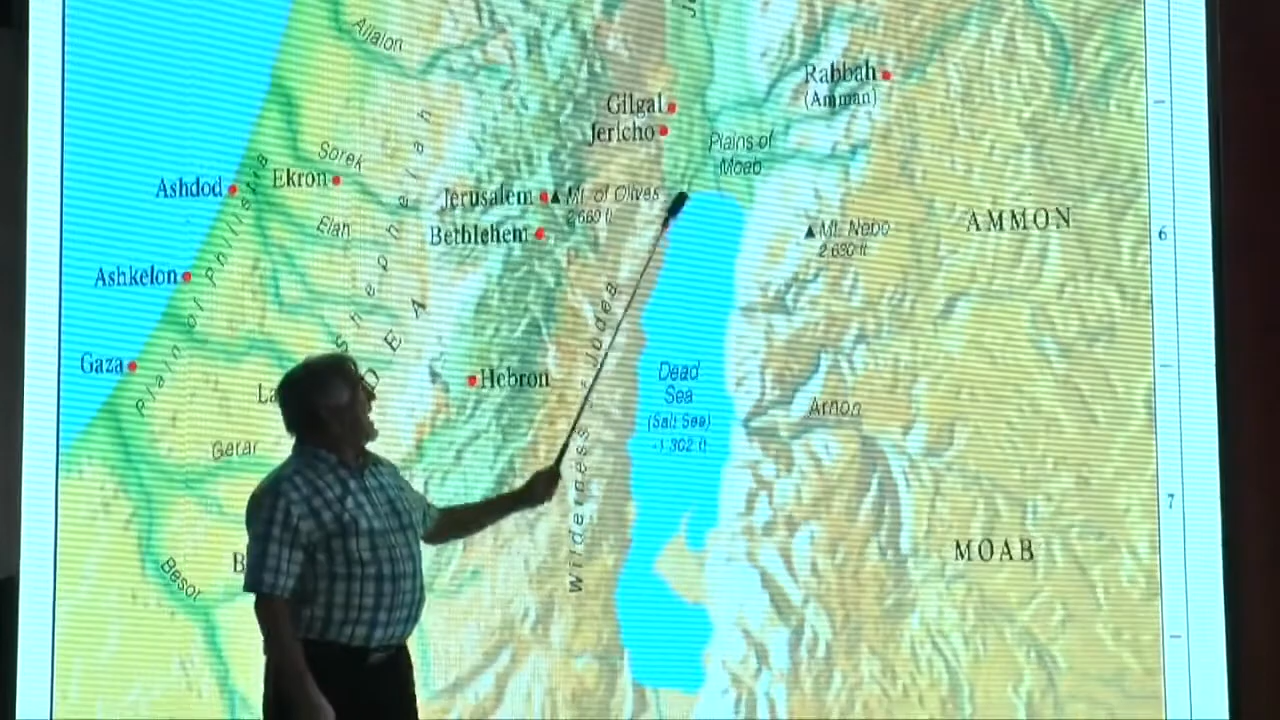 Aijalon
Rabbah
(Amman)
Gilgal
Jericho
Plains of
Moab
Sorek
Ashdod
Ekron
Jerusalem
Mt. of Olives
2,660 ft.
Elah
Bethlehem
Mt. Nebo
2,630 ft.
AMMON
6
Ashkelon
Plain of Philistia
Shephelah
Gaza
Hebron
Wilderness of Judea
Dead
Sea
(Salt Sea)
-1,302 ft.
Arnon
Gerar
7
MOAB
Besor